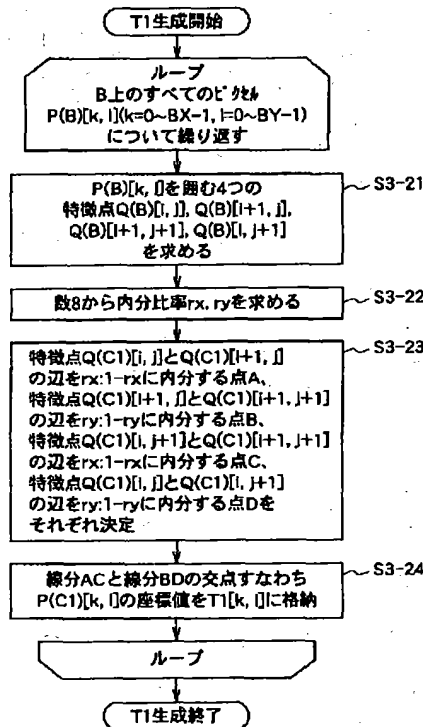 T1生成開始
ループ
B上のすべてのピクセル
P(B)[k, l](k=0~BX-1, l=0~BY-1)
について繰り返す
P(B)[k, l]を囲む4つの
特徴点Q(B)[i, j], Q(B)[i+1, j],
Q(B)[i+1, j+1], Q(B)[i, j+1]
を求める
S3-21
数8から内分比率rx, ryを求める
S3-22
特徴点Q(C1)[i, j]とQ(C1)[i+1, j]
の辺をrx:1-rxに内分する点A、
特徴点Q(C1)[i+1, j]とQ(C1)[i+1, j+1]
の辺をry:1-ryに内分する点B、
特徴点Q(C1)[i, j+1]とQ(C1)[i+1, j+1]
の辺をrx:1-rxに内分する点C、
特徴点Q(C1)[i, j]とQ(C1)[i, j+1]
の辺をry:1-ryに内分する点Dを
それぞれ決定
S3-23
線分ACと線分BDの交点すなわち
P(C1)[k, l]の座標値をT1[k, l]に格納
S3-24
ループ
T1生成終了